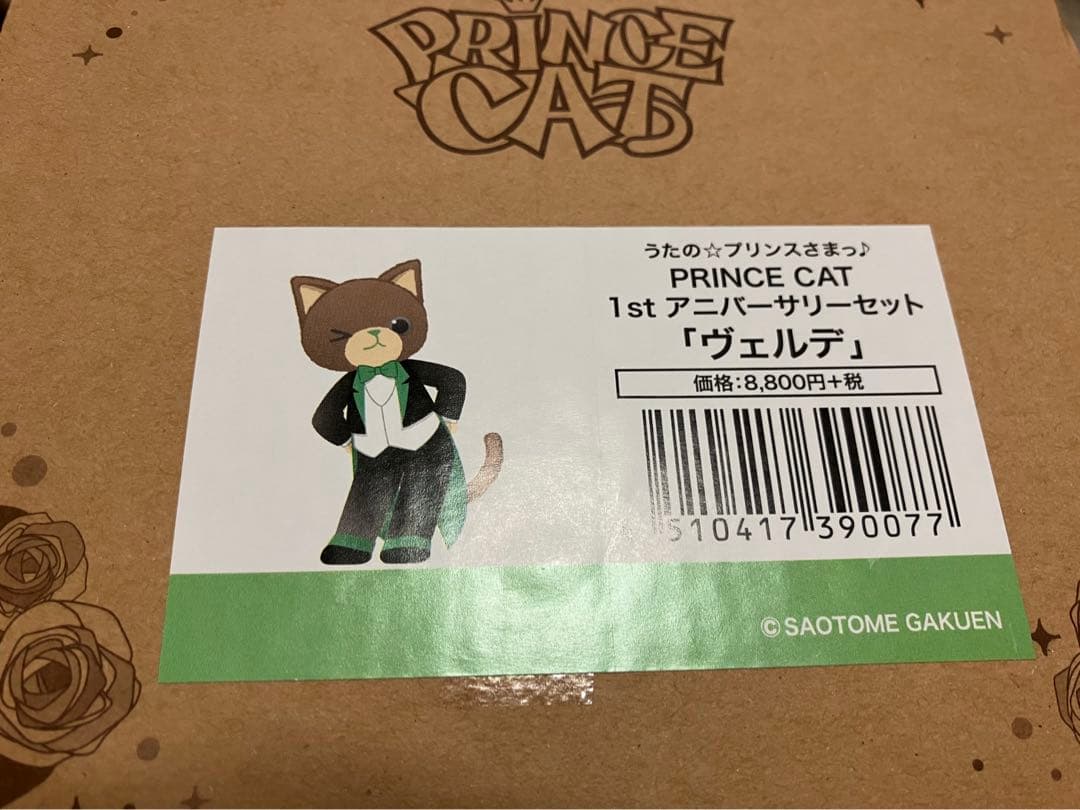 PRINCE
CAT
うたの☆プリンスさまっ♪
PRINCE CAT
1st アニバーサリーセット
「ヴェルデ」
価格:8,800円+税
510417 390077
©SAOTOME GAKUEN